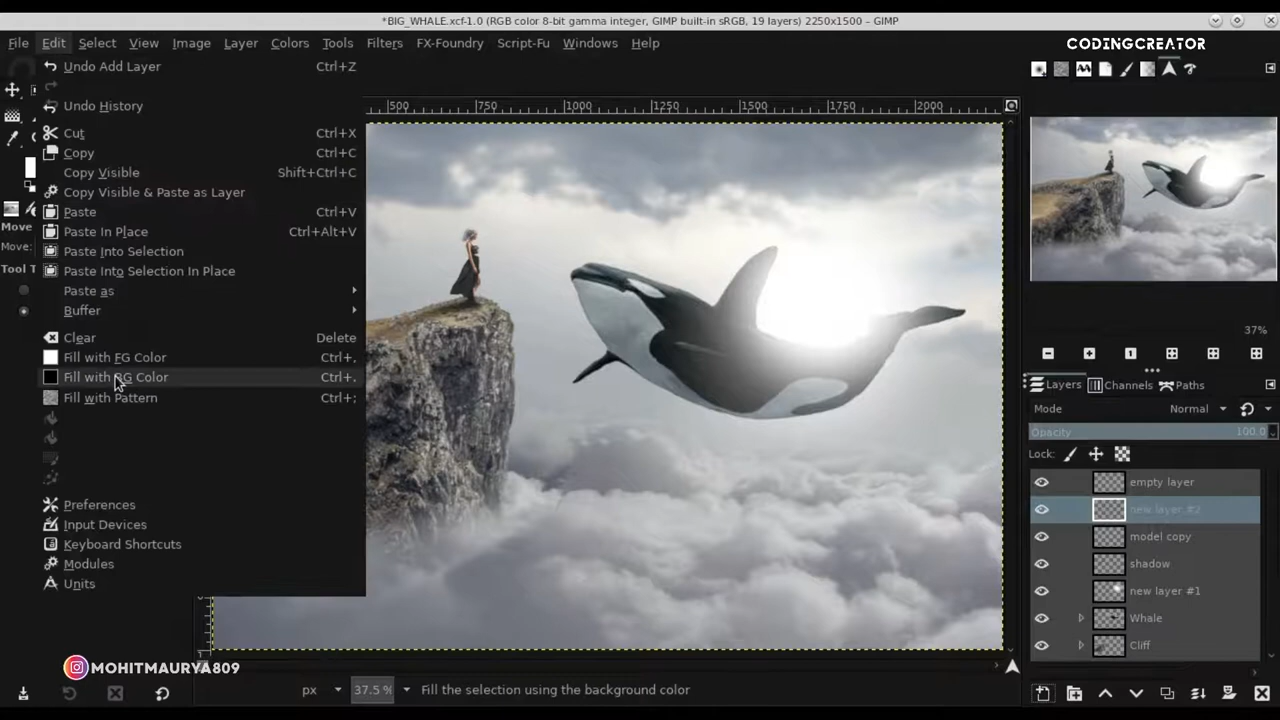 *BIG_WHALE.xcf-1.0 (RGB color 8-bit gamma integer, GIMP built-in sRGB, 19 layers) 2250x1500 – GIMP
File Edit Select View Image Layer Colors Tools Filters FX-Foundry Script-Fu Windows Help
CODINGCREATOR
Undo Add Layer Ctrl+Z
Undo History
Cut Ctrl+X
Copy Ctrl+C
Copy Visible Shift+Ctrl+C
Copy Visible & Paste as Layer
Paste Ctrl+V
Paste In Place Ctrl+Alt+V
Paste Into Selection
Paste Into Selection In Place
Paste as
Buffer
Clear Delete
Fill with FG Color Ctrl+,
Fill with BG Color Ctrl+.
Fill with Pattern Ctrl+;
Preferences
Input Devices
Keyboard Shortcuts
Modules
Units
Move
Move:
Tool T
500 750 1000 1250 1500 1750 2000
37%
Layers Channels Paths
Mode Normal
Opacity 100.0
Lock:
empty layer
new layer #2
model copy
shadow
new layer #1
Whale
Cliff
MOHITMAURYA809
px 37.5 % Fill the selection using the background color